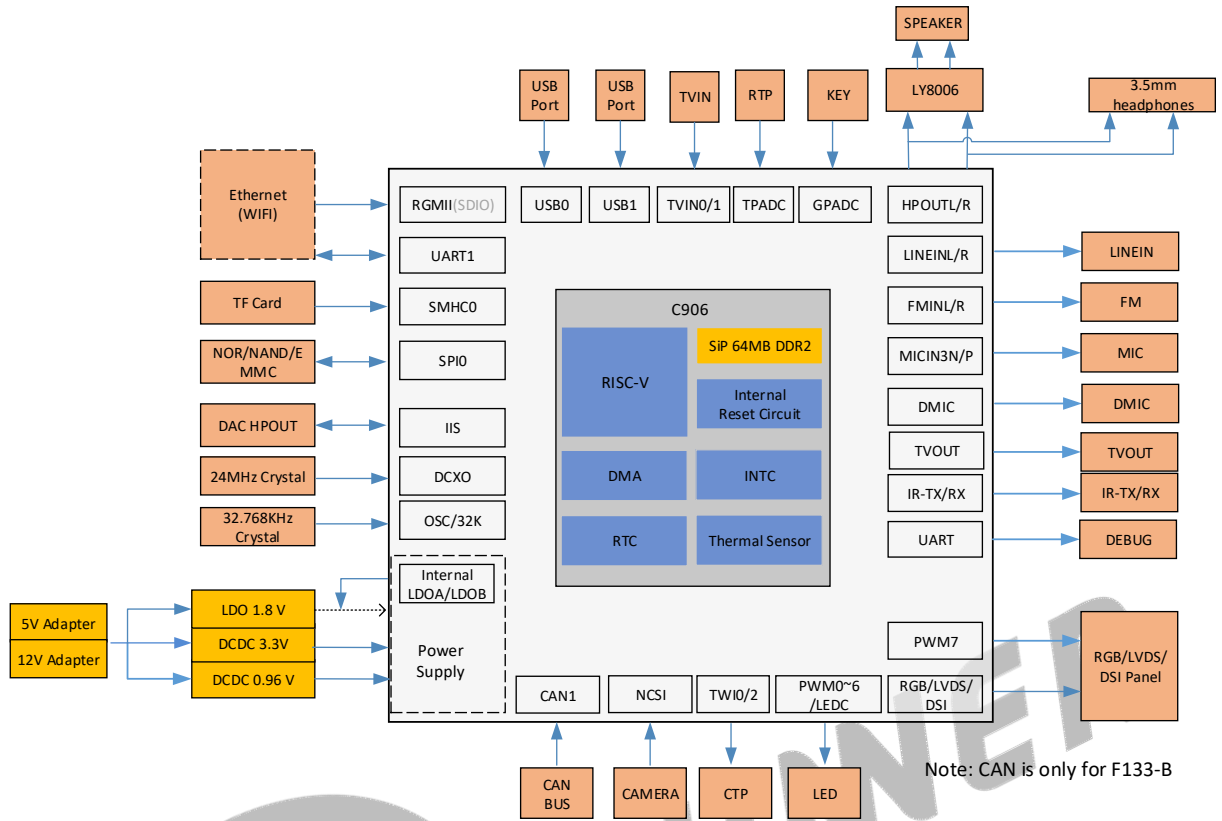 SPEAKER
USB
Port
USB
Port
TVIN
RTP
KEY
LY8006
3.5mm
headphones
Ethernet
(WIFI)
RGMII(SDIO)
USB0
USB1
TVIN0/1
TPADC
GPADC
HPOUTL/R
UART1
LINEINL/R
LINEIN
TF Card
SMHC0
C906
FMINL/R
FM
NOR/NAND/E
MMC
SPI0
RISC-V
SiP 64MB DDR2
MICIN3N/P
MIC
Internal
Reset Circuit
DMIC
DMIC
DAC HPOUT
IIS
TVOUT
TVOUT
24MHz Crystal
DCXO
DMA
INTC
IR-TX/RX
IR-TX/RX
32.768KHz
Crystal
OSC/32K
RTC
Thermal Sensor
UART
DEBUG
Internal
LDOA/LDOB
5V Adapter
12V Adapter
LDO 1.8 V
DCDC 3.3V
DCDC 0.96 V
Power
Supply
PWM7
RGB/LVDS/
DSI Panel
CAN1
NCSI
TWI0/2
PWM0~6
/LEDC
RGB/LVDS/
DSI
CAN
BUS
CAMERA
CTP
LED
Note: CAN is only for F133-B